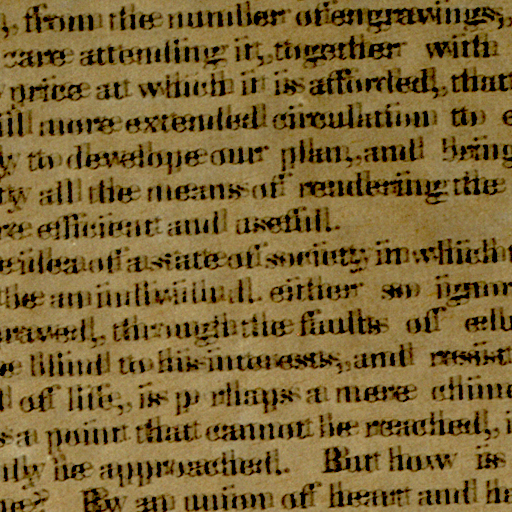 , from the number of engravings,
care attending it, together with
price at which it is afforded, that
ill more extended circulation to
y to develope our plan, and bring
ty all the means of rendering the
re efficient and useful.
e idea of a state of society in which
be an individual either so ignor
raved, through the faults of edu
e blind to his interests, and resist
d of life, is p rhaps a mere chime
s a point that cannot be reached, i
nly be approached. But how is
ne? By an union of heart and ha